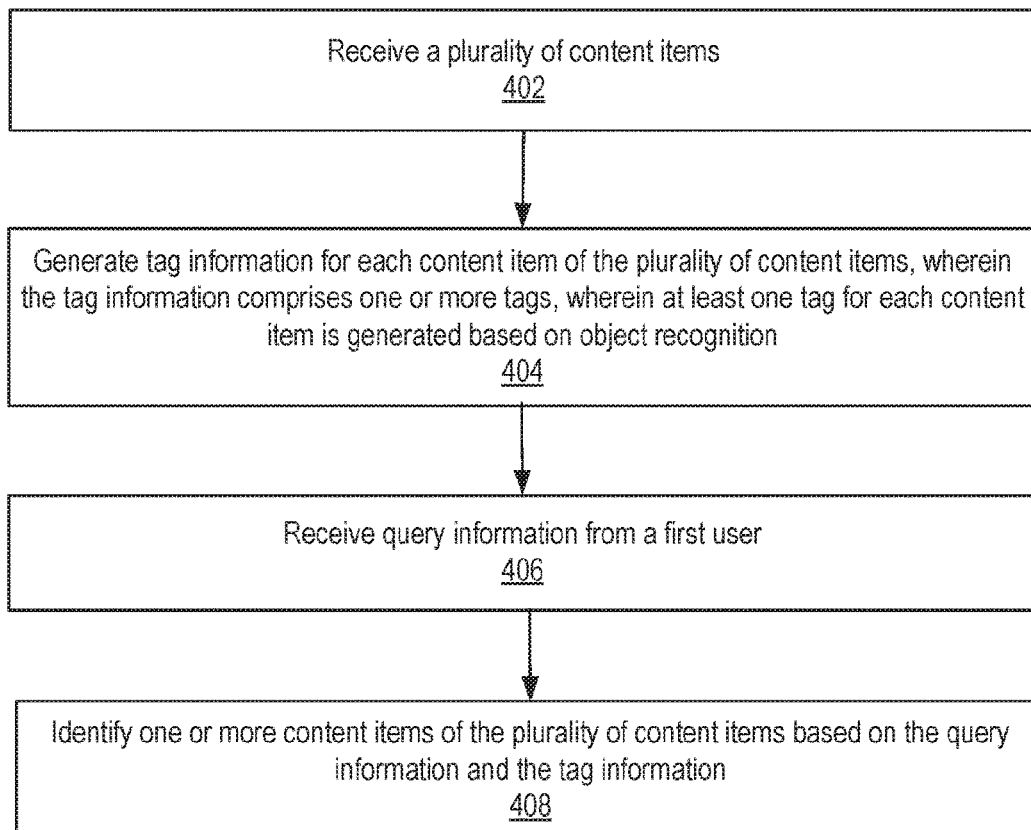 Receive a plurality of content items
402
Generate tag information for each content item of the plurality of content items, wherein
the tag information comprises one or more tags, wherein at least one tag for each content
item is generated based on object recognition
404
Receive query information from a first user
406
Identify one or more content items of the plurality of content items based on the query
information and the tag information
408